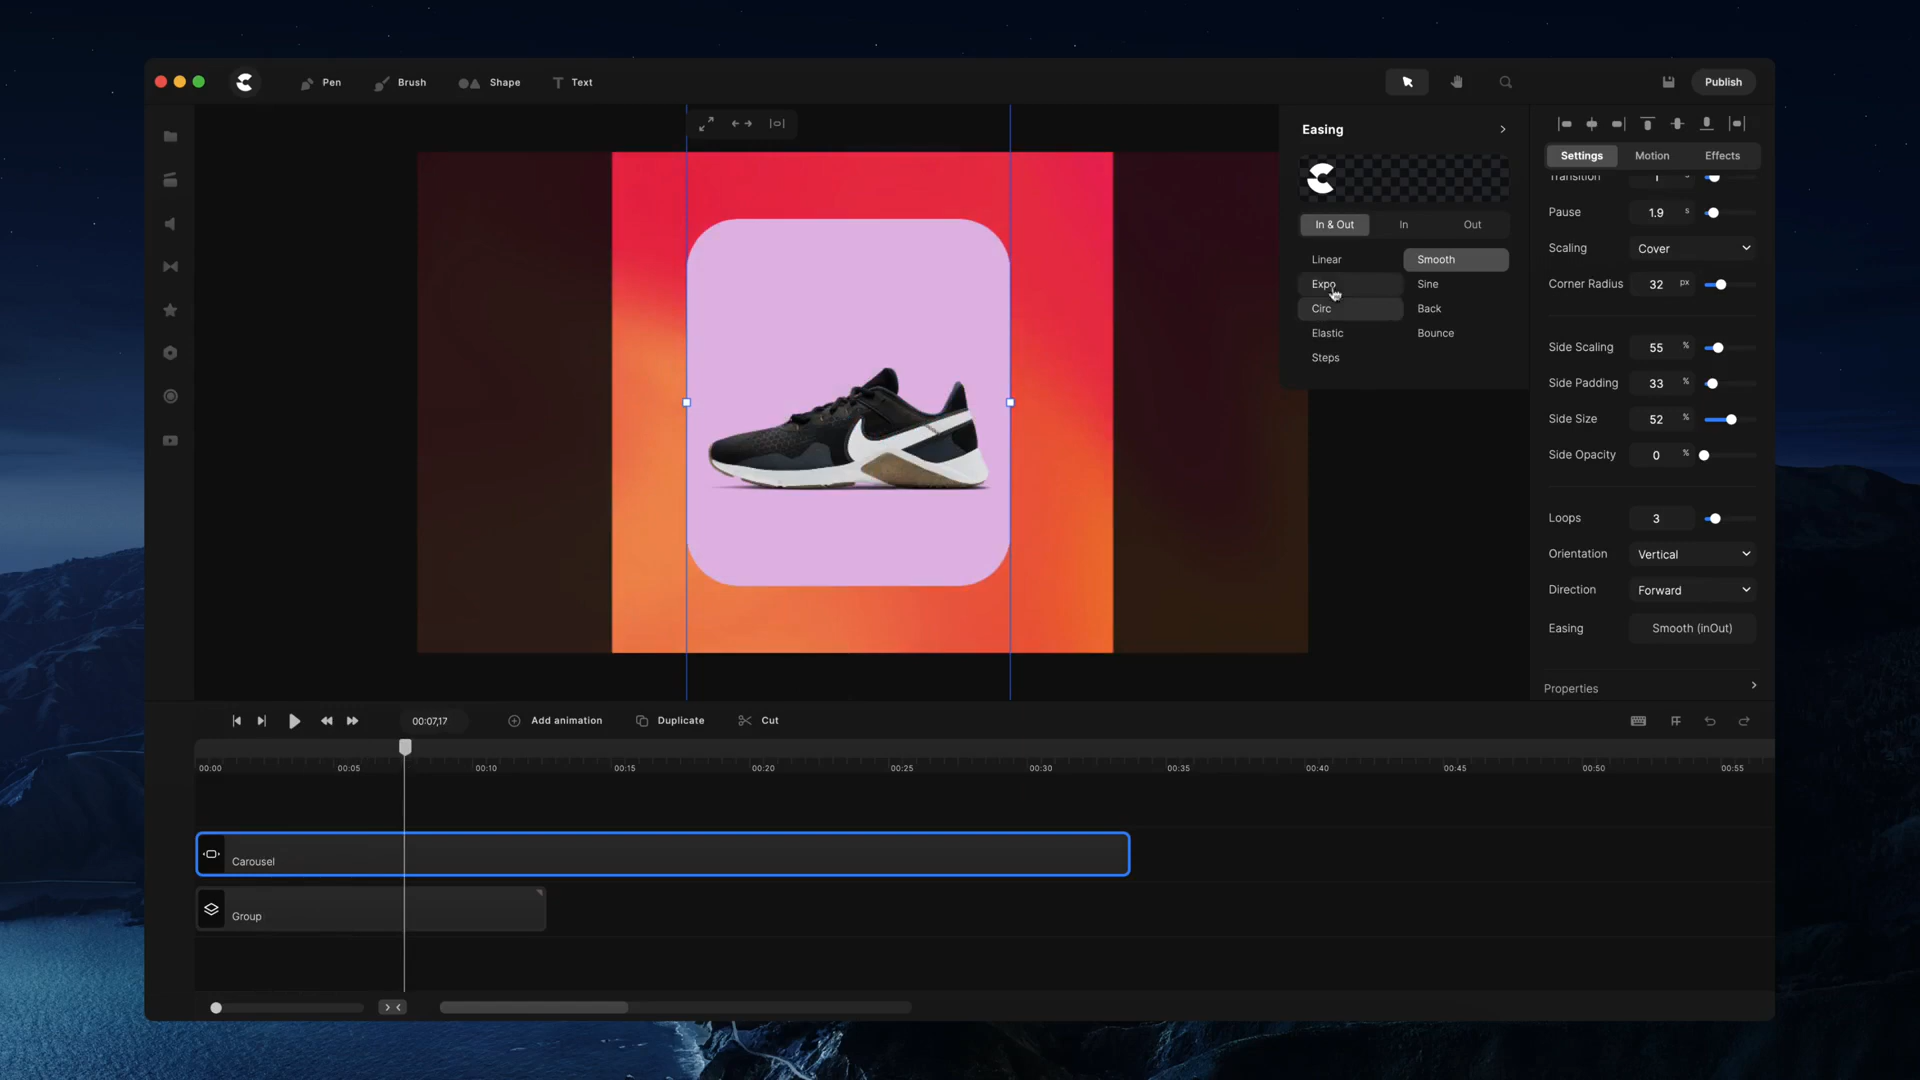 Pen
Brush
Shape
Text
Publish
Easing
In & Out
In
Out
Linear
Smooth
Expo
Sine
Circ
Back
Elastic
Bounce
Steps
Settings
Motion
Effects
Transition 1 s
Pause 1.9 s
Scaling Cover
Corner Radius 32 px
Side Scaling 55 %
Side Padding 33 %
Side Size 52 %
Side Opacity 0 %
Loops 3
Orientation Vertical
Direction Forward
Easing Smooth (inOut)
Properties
00:07,17
Add animation
Duplicate
Cut
00:00 00:05 00:10 00:15 00:20 00:25 00:30 00:35 00:40 00:45 00:50 00:55
Carousel
Group